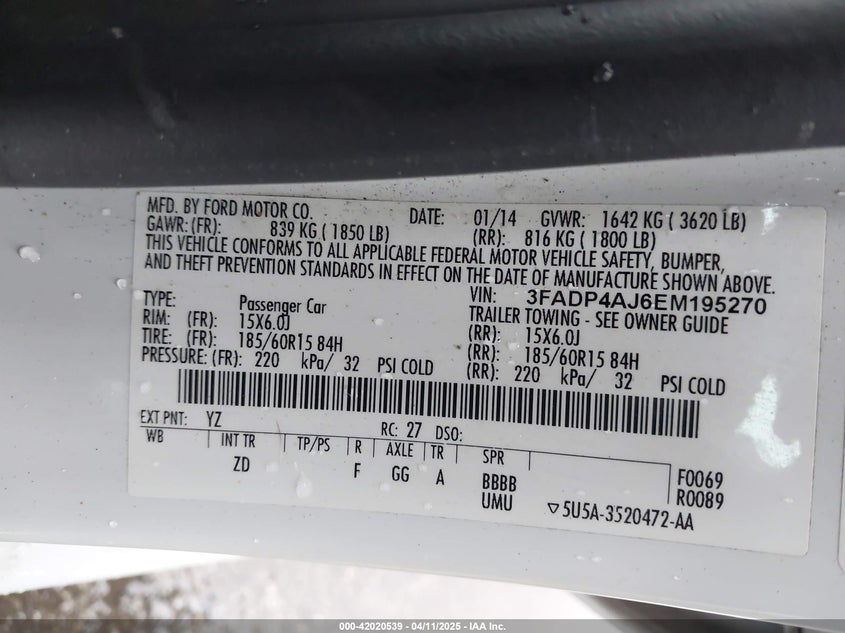 MFD. BY FORD MOTOR CO. DATE: 01/14 GVWR: 1642 KG ( 3620 LB)
GAWR: (FR): 839 KG ( 1850 LB) (RR): 816 KG ( 1800 LB)
THIS VEHICLE CONFORMS TO ALL APPLICABLE FEDERAL MOTOR VEHICLE SAFETY, BUMPER,
AND THEFT PREVENTION STANDARDS IN EFFECT ON THE DATE OF MANUFACTURE SHOWN ABOVE.
VIN: 3FADP4AJ6EM195270
TYPE: Passenger Car TRAILER TOWING - SEE OWNER GUIDE
RIM: (FR): 15X6.0J (RR): 15X6.0J
TIRE: (FR): 185/60R15 84H (RR): 185/60R15 84H
PRESSURE: (FR): 220 kPa/ 32 PSI COLD (RR): 220 kPa/ 32 PSI COLD
EXT PNT: YZ RC: 27 DSO:
WB INT TR TP/PS R AXLE TR SPR
ZD F GG A BBBB F0069
UMU R0089
▽5U5A-3520472-AA
000-42020539 - 04/11/2025 - IAA Inc.